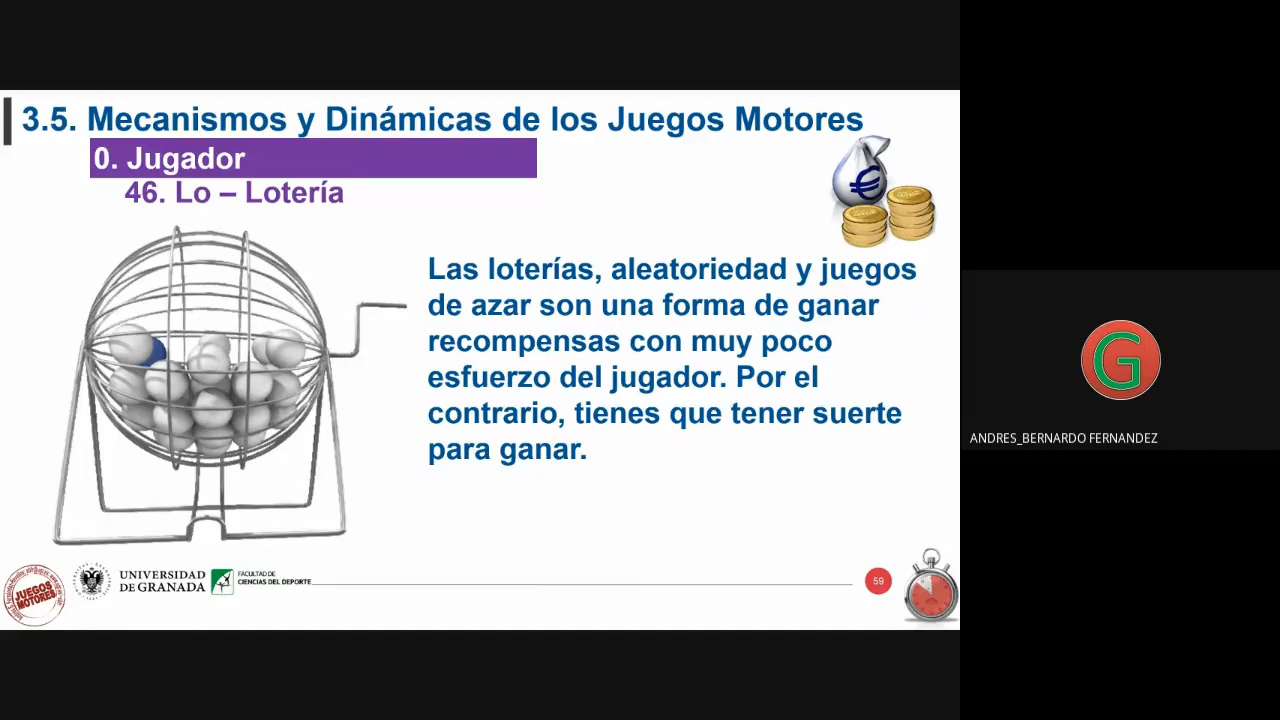 3.5. Mecanismos y Dinámicas de los Juegos Motores
0. Jugador
46. Lo – Lotería
Las loterías, aleatoriedad y juegos
de azar son una forma de ganar
recompensas con muy poco
esfuerzo del jugador. Por el
contrario, tienes que tener suerte
para ganar.
JUEGOS
MOTORES
UNIVERSIDAD
DE GRANADA
FACULTAD DE
CIENCIAS DEL DEPORTE
59
G
ANDRES_BERNARDO FERNANDEZ